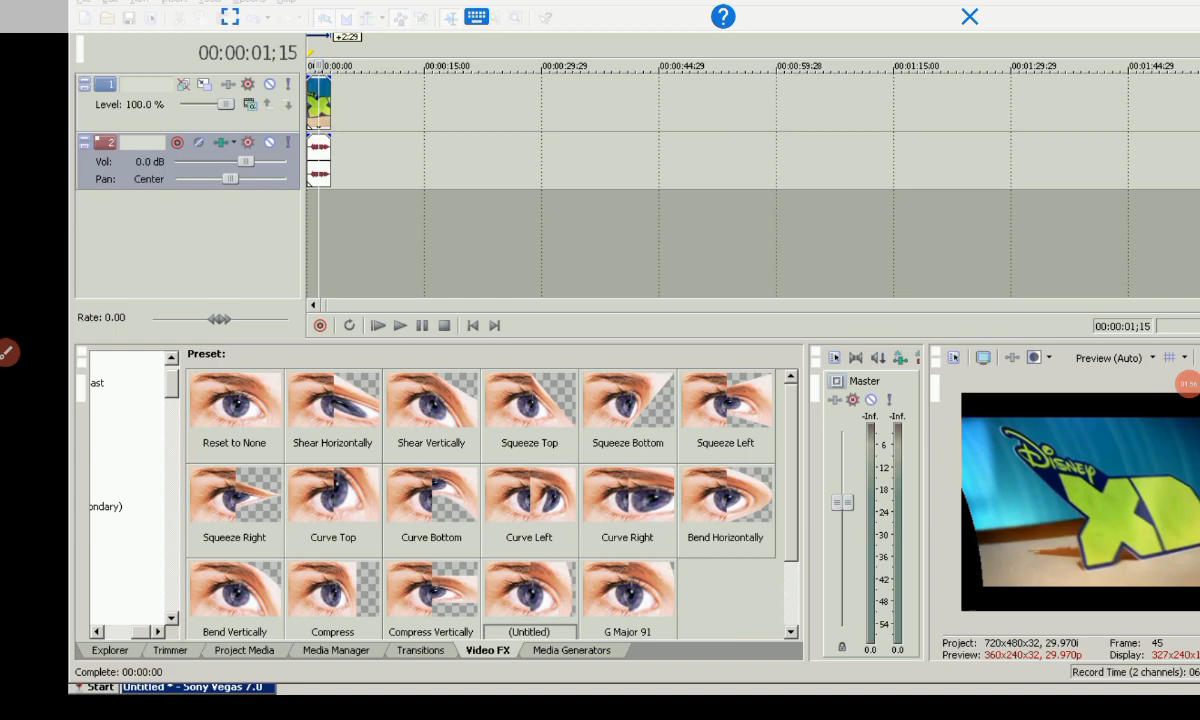 +2:29
00:00:01;15
00:00:15:00
00:00:29:29
00:00:44:29
00:00:59:28
00:01:15:00
00:01:29:29
00:01:44:29
1
Level: 100.0 %
2
Vol: 0.0 dB
Pan: Center
Rate: 0.00
00:00:01;15
Preset:
ast
ondary)
Reset to None
Shear Horizontally
Shear Vertically
Squeeze Top
Squeeze Bottom
Squeeze Left
Squeeze Right
Curve Top
Curve Bottom
Curve Left
Curve Right
Bend Horizontally
Bend Vertically
Compress
Compress Vertically
(Untitled)
G Major 91
Explorer
Trimmer
Project Media
Media Manager
Transitions
Video FX
Media Generators
Master
-Inf. -Inf.
6
12
18
24
30
36
42
48
54
0.0 0.0
Preview (Auto)
01:56
Disney
XD
Project: 720x480x32, 29.970i
Frame: 45
Preview: 360x240x32, 29.970p
Display: 327x240x1
Complete: 00:00:00
Record Time (2 channels): 06
Start
Untitled * - Sony Vegas 7.0